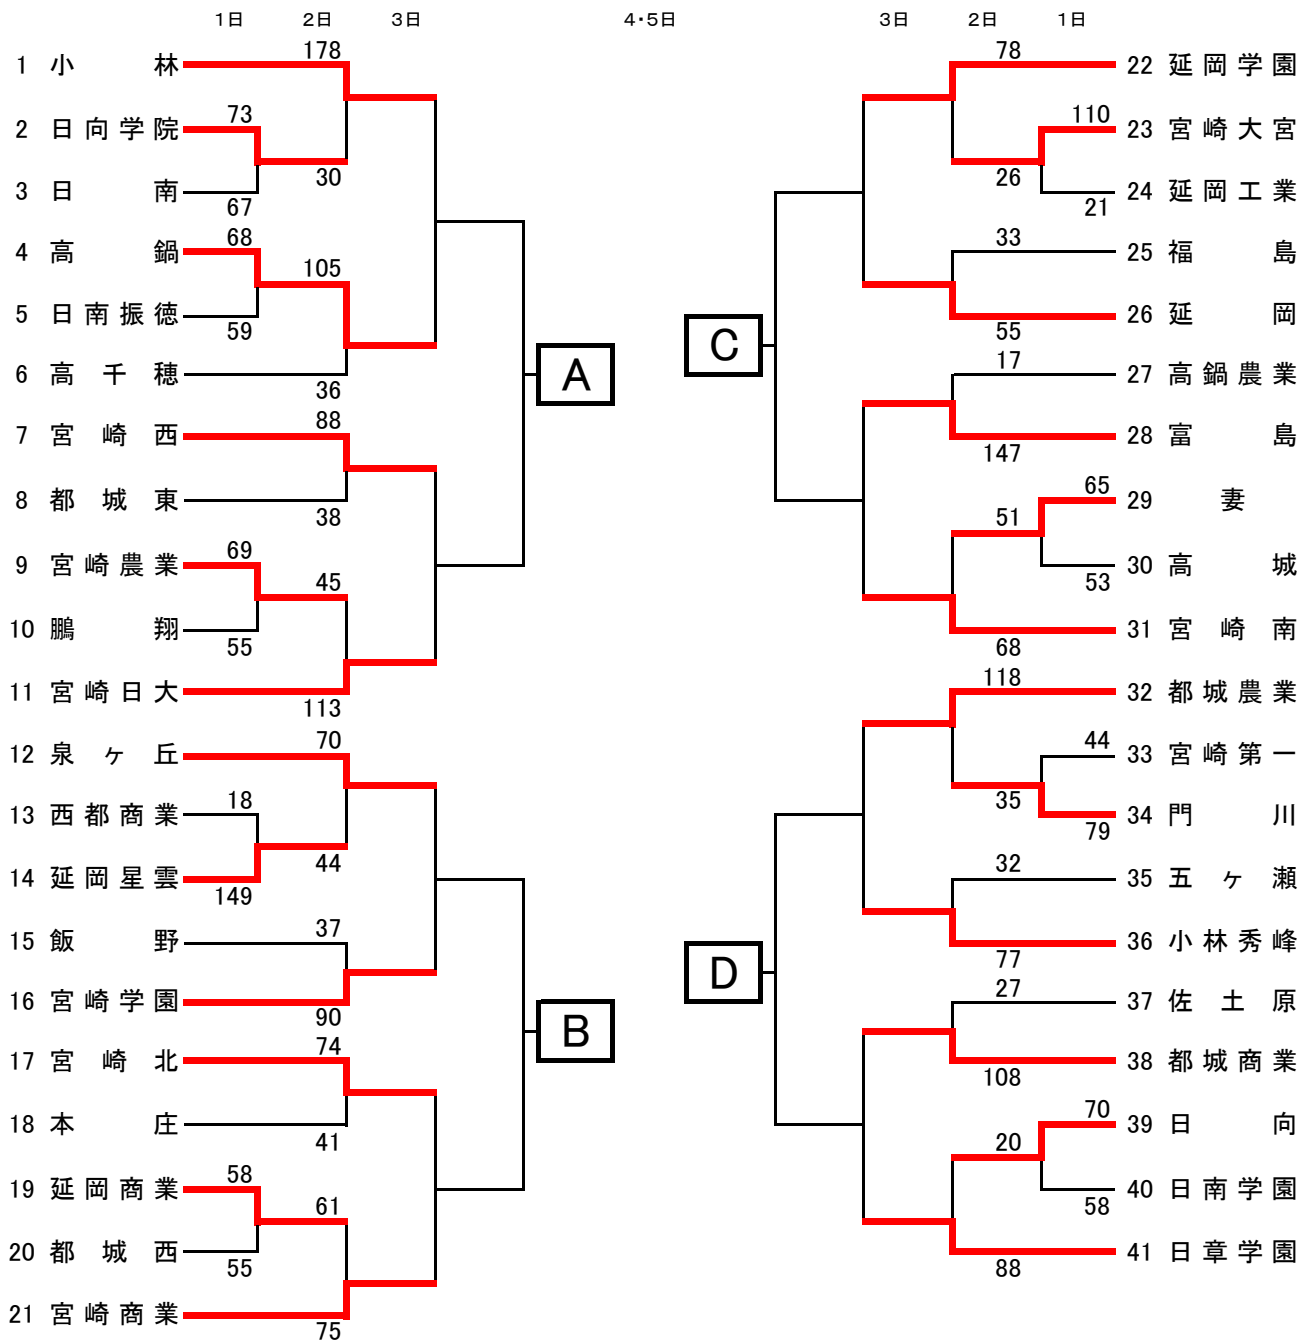 1日 2日 3日 4・5日 3日 2日 1日
1 小林 178
2 日向学院 73
30
3 日南 67
4 高鍋 68
105
5 日南振徳 59
6 高千穂 36
A
7 宮崎西 88
8 都城東 38
9 宮崎農業 69
45
10 鵬翔 55
11 宮崎日大 113
12 泉ヶ丘 70
13 西都商業 18
44
14 延岡星雲 149
15 飯野 37
16 宮崎学園 90
B
17 宮崎北 74
18 本庄 41
19 延岡商業 58
61
20 都城西 55
21 宮崎商業 75
78 22 延岡学園
110 23 宮崎大宮
26
21 24 延岡工業
33 25 福島
55 26 延岡
C
17 27 高鍋農業
147 28 富島
65 29 妻
51
53 30 高城
68 31 宮崎南
118 32 都城農業
44 33 宮崎第一
35
79 34 門川
32 35 五ヶ瀬
77 36 小林秀峰
D
27 37 佐土原
108 38 都城商業
70 39 日向
20
58 40 日南学園
88 41 日章学園